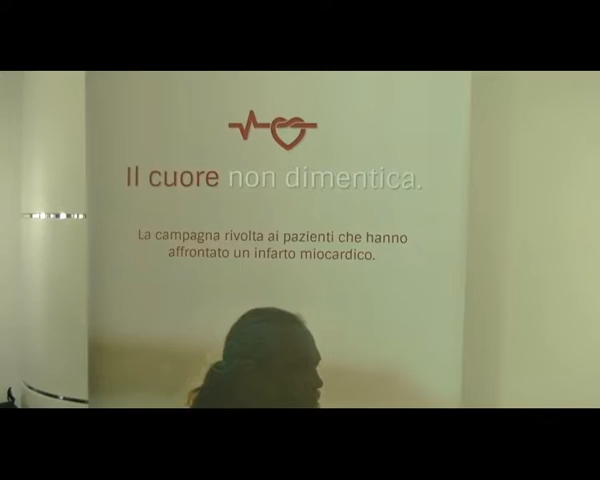 Il cuore non dimentica.
La campagna rivolta ai pazienti che hanno
affrontato un infarto miocardico.